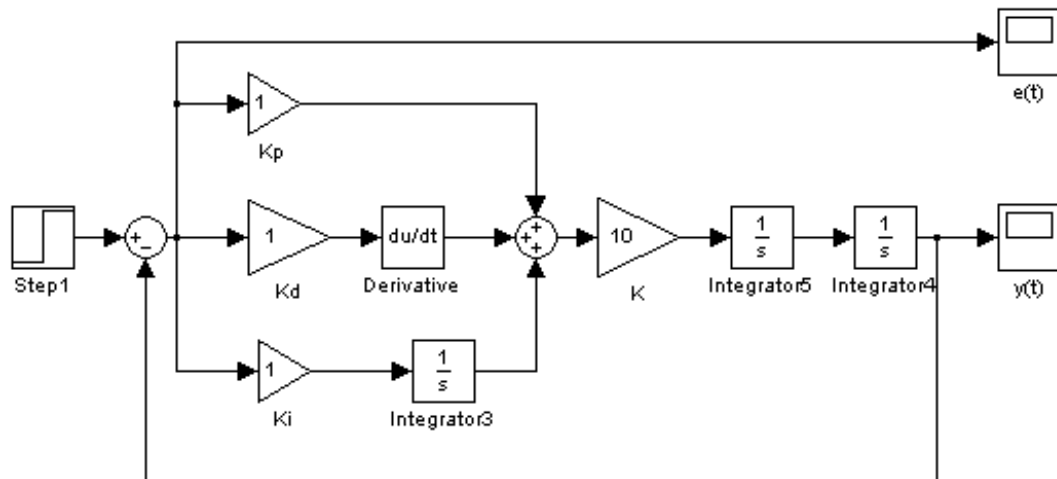 e(t)
1
Kp
Step1
+
−
1
Kd
du/dt
Derivative
+
+
+
10
K
1
s
Integrator5
1
s
Integrator4
y(t)
1
Ki
1
s
Integrator3